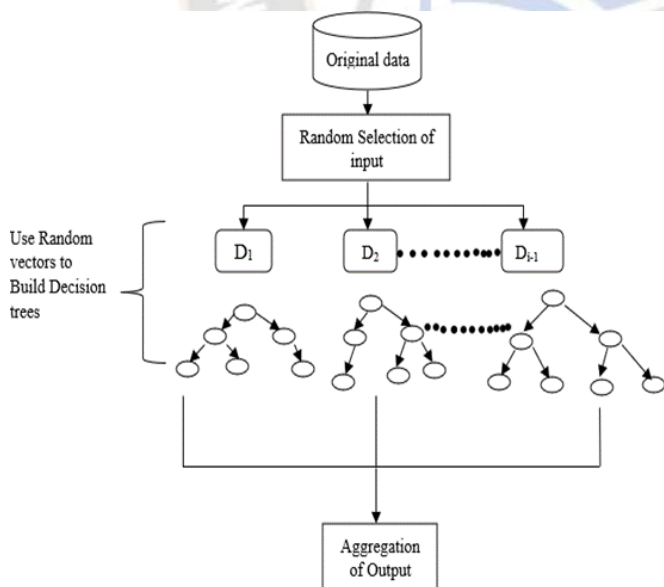 Original data
Random Selection of
input
Use Random
vectors to
Build Decision
trees
D₁
D₂
Dᵢ₋₁
Aggregation
of Output